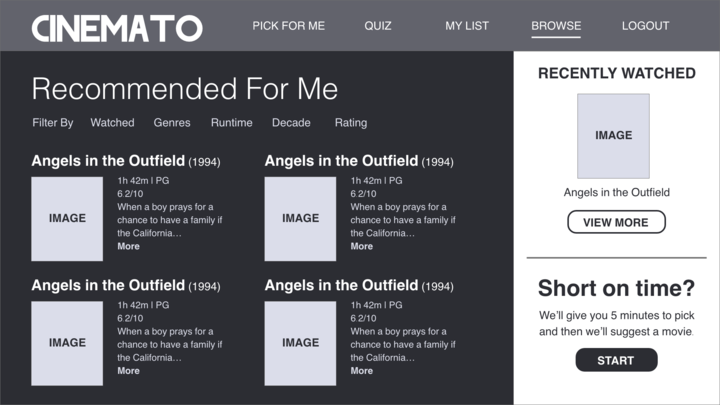 CINEMATO
PICK FOR ME
QUIZ
MY LIST
BROWSE
LOGOUT
Recommended For Me
Filter By
Watched
Genres
Runtime
Decade
Rating
Angels in the Outfield (1994)
IMAGE
1h 42m | PG
6.2/10
When a boy prays for a
chance to have a family if
the California...
More
Angels in the Outfield (1994)
IMAGE
1h 42m | PG
6.2/10
When a boy prays for a
chance to have a family if
the California...
More
Angels in the Outfield (1994)
IMAGE
1h 42m | PG
6.2/10
When a boy prays for a
chance to have a family if
the California...
More
Angels in the Outfield (1994)
IMAGE
1h 42m | PG
6.2/10
When a boy prays for a
chance to have a family if
the California...
More
RECENTLY WATCHED
IMAGE
Angels in the Outfield
VIEW MORE
Short on time?
We'll give you 5 minutes to pick
and then we'll suggest a movie.
START